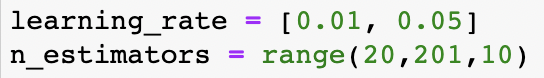 learning_rate = [0.01, 0.05]
n_estimators = range(20,201,10)